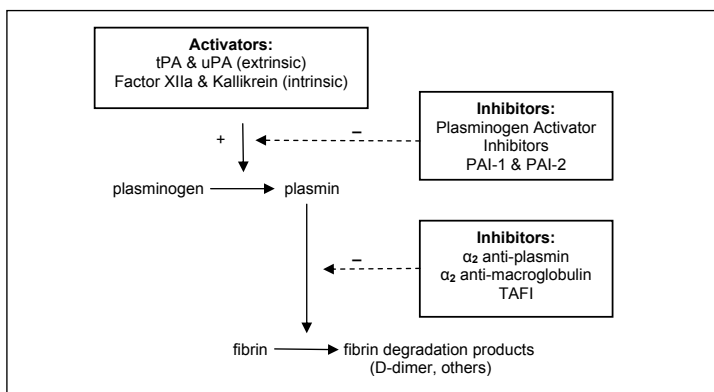 Activators:
tPA & uPA (extrinsic)
Factor XIIa & Kallikrein (intrinsic)
+
–
Inhibitors:
Plasminogen Activator
Inhibitors
PAI-1 & PAI-2
plasminogen
plasmin
–
Inhibitors:
α₂ anti-plasmin
α₂ anti-macroglobulin
TAFI
fibrin
fibrin degradation products
(D-dimer, others)